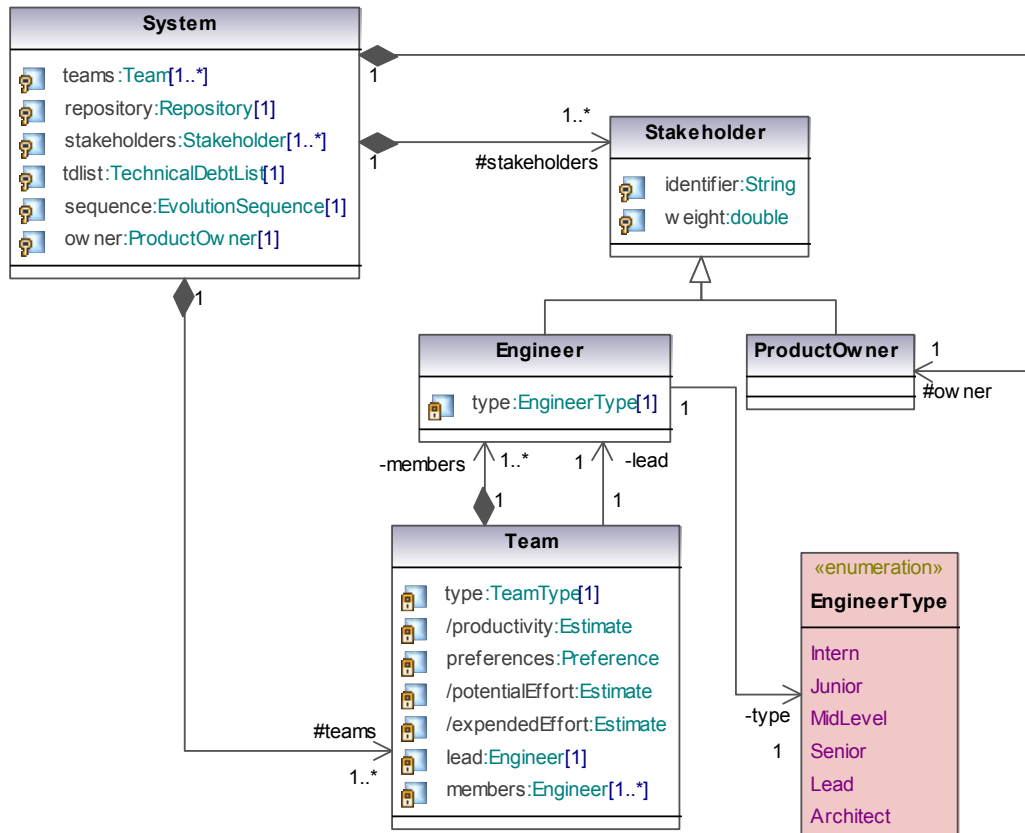 System
teams:Team[1..*]
repository:Repository[1]
stakeholders:Stakeholder[1..*]
tdlist:TechnicalDebtList[1]
sequence:EvolutionSequence[1]
owner:ProductOwner[1]
1
1
1..*
#stakeholders
Stakeholder
identifier:String
weight:double
1
Engineer
type:EngineerType[1]
1
ProductOwner
1
#owner
-members
1..*
1
-lead
1
1
Team
type:TeamType[1]
/productivity:Estimate
preferences:Preference
/potentialEffort:Estimate
/expendedEffort:Estimate
lead:Engineer[1]
members:Engineer[1..*]
#teams
1..*
-type
1
«enumeration»
EngineerType
Intern
Junior
MidLevel
Senior
Lead
Architect